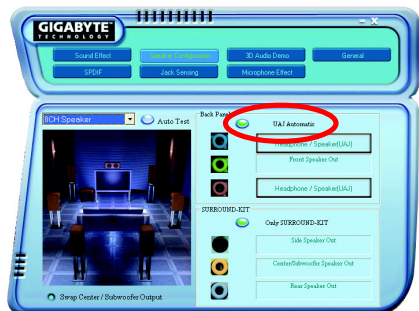 GIGABYTE™
TECHNOLOGY
- X
Sound Effect
Speaker Configuration
3D Audio Demo
General
SPDIF
Jack Sensing
Microphone Effect
8CH Speaker
Auto Test
Back Panel
UAJ Automatic
Headphone / Speaker(UAJ)
Front Speaker Out
Headphone / Speaker(UAJ)
SURROUND-KIT
Only SURROUND-KIT
Side Speaker Out
Center/Subwoofer Speaker Out
Rear Speaker Out
Swap Center / Subwoofer Output